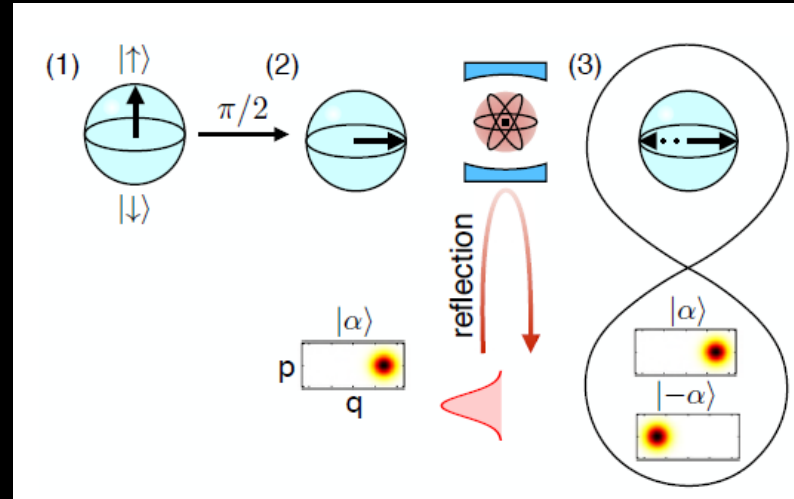 (1)
|↑⟩
π/2
(2)
(3)
|↓⟩
reflection
|α⟩
p
q
|α⟩
|−α⟩